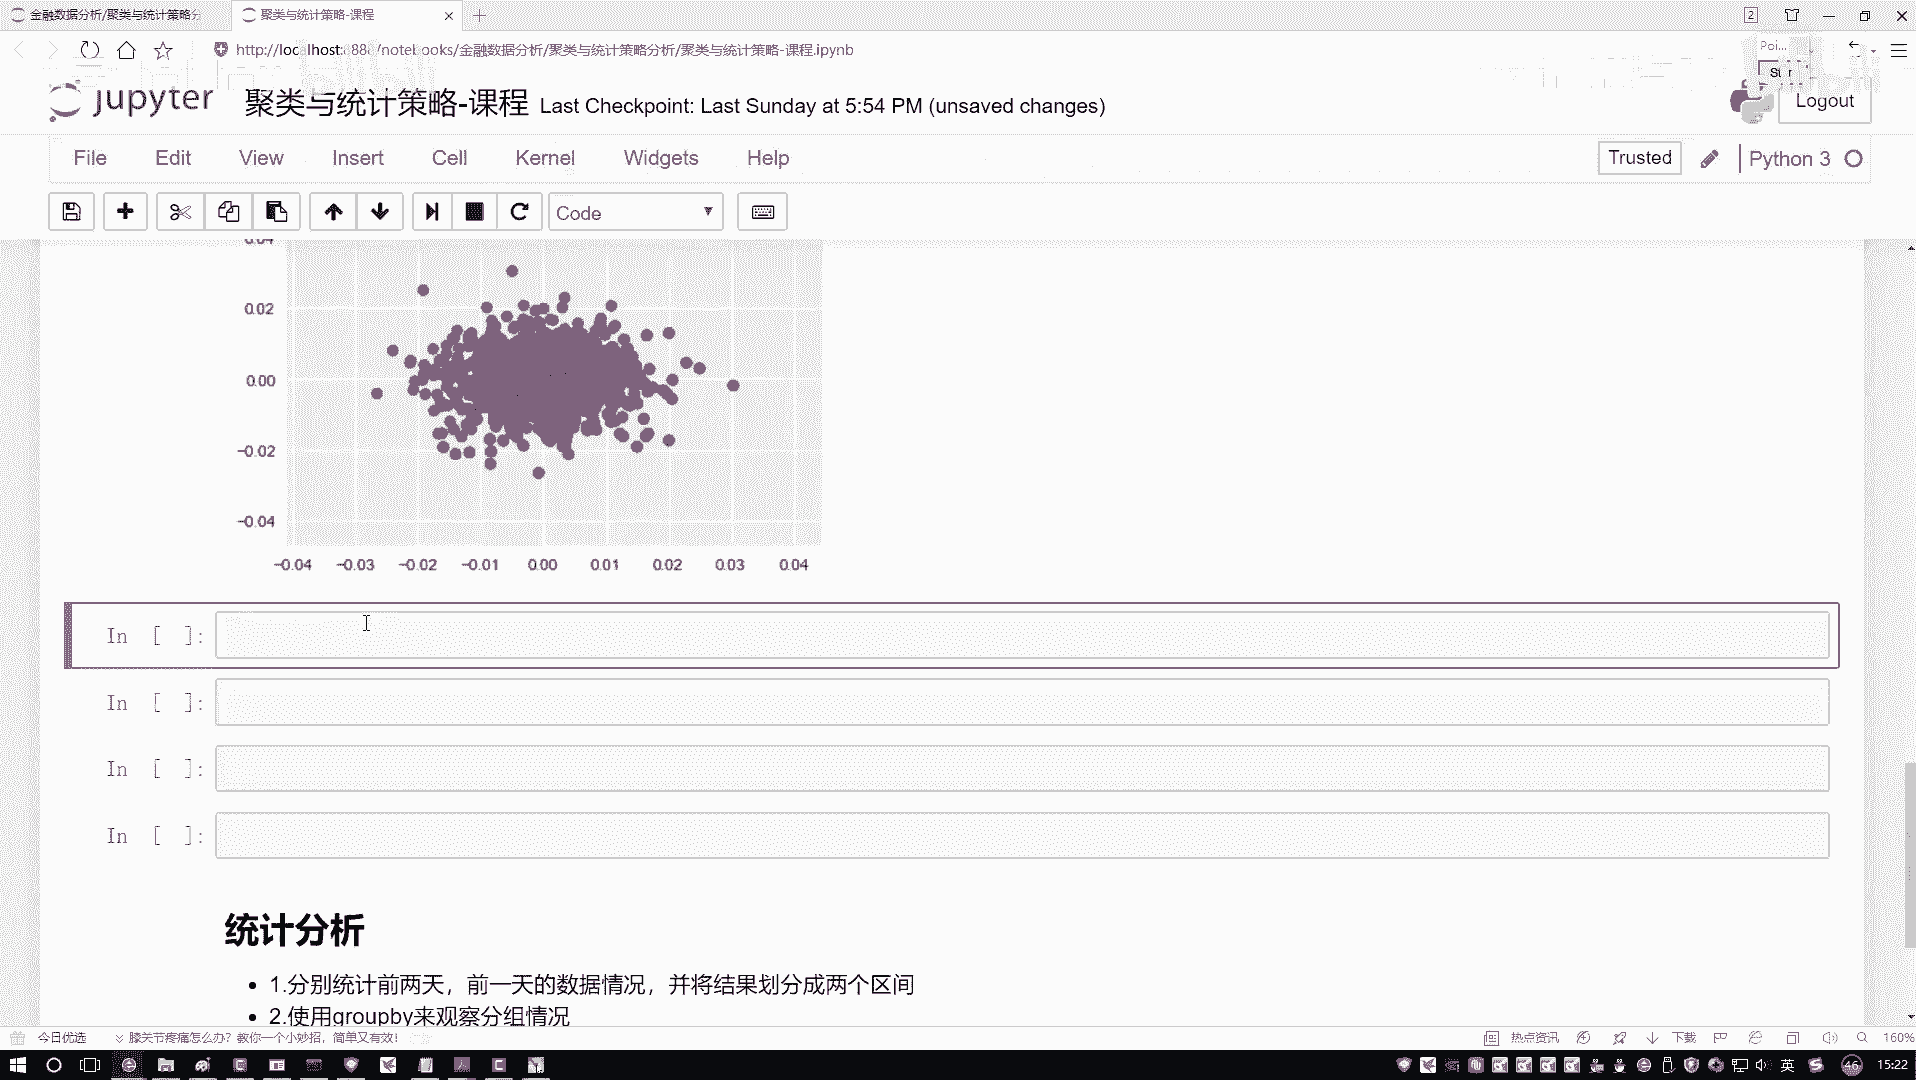 金融数据分析/聚类与统计策略分
聚类与统计策略-课程
2
http://localhost:888/notebooks/金融数据分析/聚类与统计策略分析/聚类与统计策略-课程.ipynb
Poi...
jupyter
聚类与统计策略-课程 Last Checkpoint: Last Sunday at 5:54 PM (unsaved changes)
Logout
File Edit View Insert Cell Kernel Widgets Help
Trusted
Python 3
Code
0.04
0.02
0.00
−0.02
−0.04
−0.04 −0.03 −0.02 −0.01 0.00 0.01 0.02 0.03 0.04
In [ ]:
In [ ]:
In [ ]:
In [ ]:
统计分析
1.分别统计前两天，前一天的数据情况，并将结果划分成两个区间
2.使用groupby来观察分组情况
今日优选
膝关节疼痛怎么办？教你一个小妙招，简单又有效！
热点资讯
下载
160%
英
46
15:22